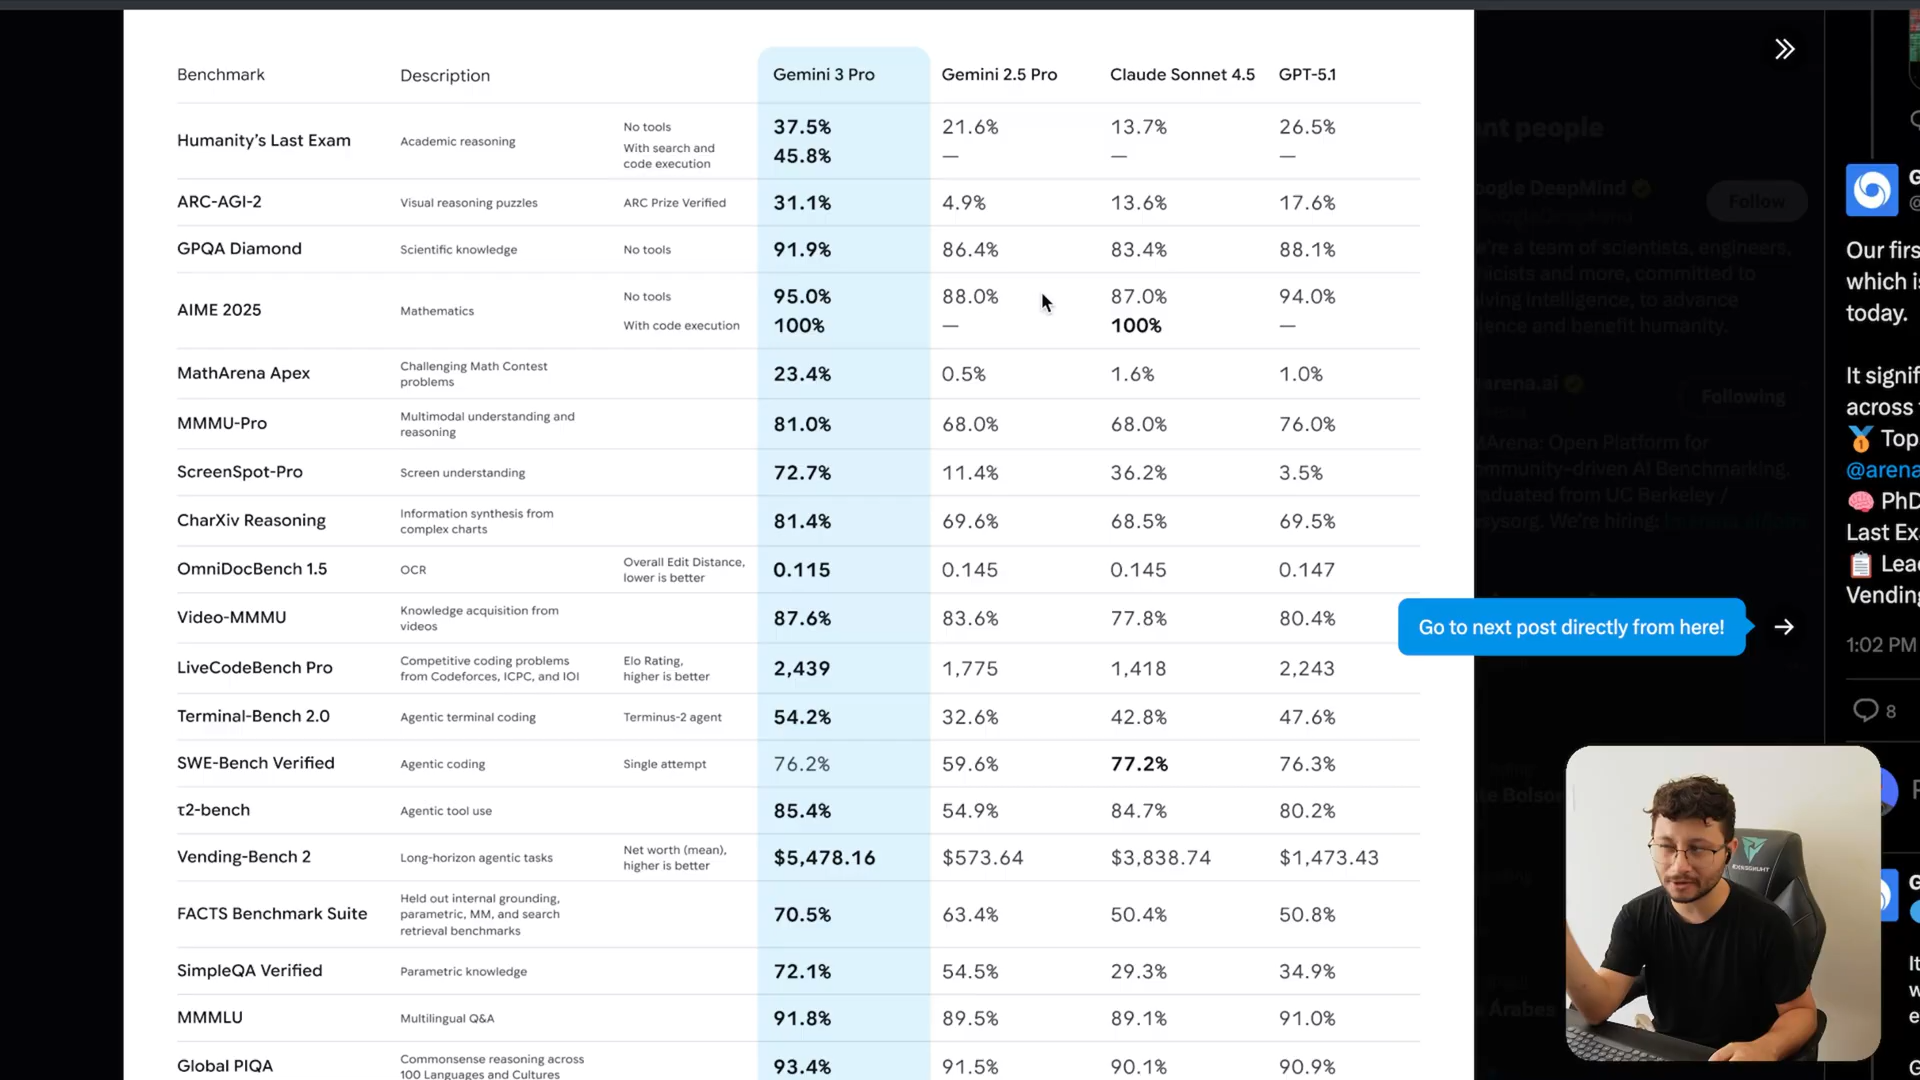 Benchmark Description Gemini 3 Pro Gemini 2.5 Pro Claude Sonnet 4.5 GPT-5.1
Humanity's Last Exam Academic reasoning No tools 37.5% 21.6% 13.7% 26.5%
With search and code execution 45.8% — — —
ARC-AGI-2 Visual reasoning puzzles ARC Prize Verified 31.1% 4.9% 13.6% 17.6%
GPQA Diamond Scientific knowledge No tools 91.9% 86.4% 83.4% 88.1%
AIME 2025 Mathematics No tools 95.0% 88.0% 87.0% 94.0%
With code execution 100% — 100% —
MathArena Apex Challenging Math Contest problems 23.4% 0.5% 1.6% 1.0%
MMMU-Pro Multimodal understanding and reasoning 81.0% 68.0% 68.0% 76.0%
ScreenSpot-Pro Screen understanding 72.7% 11.4% 36.2% 3.5%
CharXiv Reasoning Information synthesis from complex charts 81.4% 69.6% 68.5% 69.5%
OmniDocBench 1.5 OCR Overall Edit Distance, lower is better 0.115 0.145 0.145 0.147
Video-MMMU Knowledge acquisition from videos 87.6% 83.6% 77.8% 80.4%
LiveCodeBench Pro Competitive coding problems from Codeforces, ICPC, and IOI Elo Rating, higher is better 2,439 1,775 1,418 2,243
Terminal-Bench 2.0 Agentic terminal coding Terminus-2 agent 54.2% 32.6% 42.8% 47.6%
SWE-Bench Verified Agentic coding Single attempt 76.2% 59.6% 77.2% 76.3%
τ2-bench Agentic tool use 85.4% 54.9% 84.7% 80.2%
Vending-Bench 2 Long-horizon agentic tasks Net worth (mean), higher is better $5,478.16 $573.64 $3,838.74 $1,473.43
FACTS Benchmark Suite Held out internal grounding, parametric, MM, and search retrieval benchmarks 70.5% 63.4% 50.4% 50.8%
SimpleQA Verified Parametric knowledge 72.1% 54.5% 29.3% 34.9%
MMMLU Multilingual Q&A 91.8% 89.5% 89.1% 91.0%
Global PIQA Commonsense reasoning across 100 Languages and Cultures 93.4% 91.5% 90.1% 90.9%
Go to next post directly from here!
Google DeepMind
Follow
Following
Our firs
which is
today.
It signif
across
Top
@arena
PhD
Last Ex
Lea
Vending
1:02 PM
8